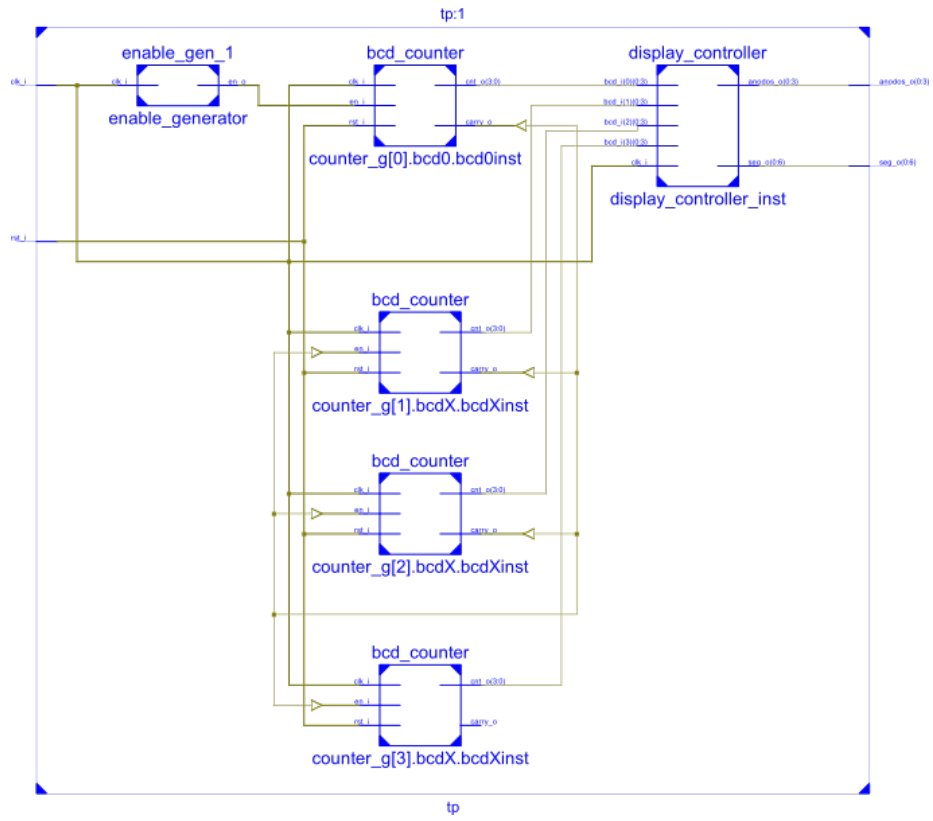 tp:1
enable_gen_1
bcd_counter
display_controller
clk_i
clk_i
en_o
clk_i
cnt_o(3:0)
bcd_i(0)(0:3)
anodos_o(0:3)
anodos_o(0:3)
en_i
bcd_i(1)(0:3)
enable_generator
rst_i
carry_o
bcd_i(2)(0:3)
bcd_i(3)(0:3)
counter_g[0].bcd0.bcd0inst
clk_i
seg_o(0:6)
seg_o(0:6)
display_controller_inst
rst_i
bcd_counter
clk_i
cnt_o(3:0)
en_i
rst_i
carry_o
counter_g[1].bcdX.bcdXinst
bcd_counter
clk_i
cnt_o(3:0)
en_i
rst_i
carry_o
counter_g[2].bcdX.bcdXinst
bcd_counter
clk_i
cnt_o(3:0)
en_i
rst_i
carry_o
counter_g[3].bcdX.bcdXinst
tp